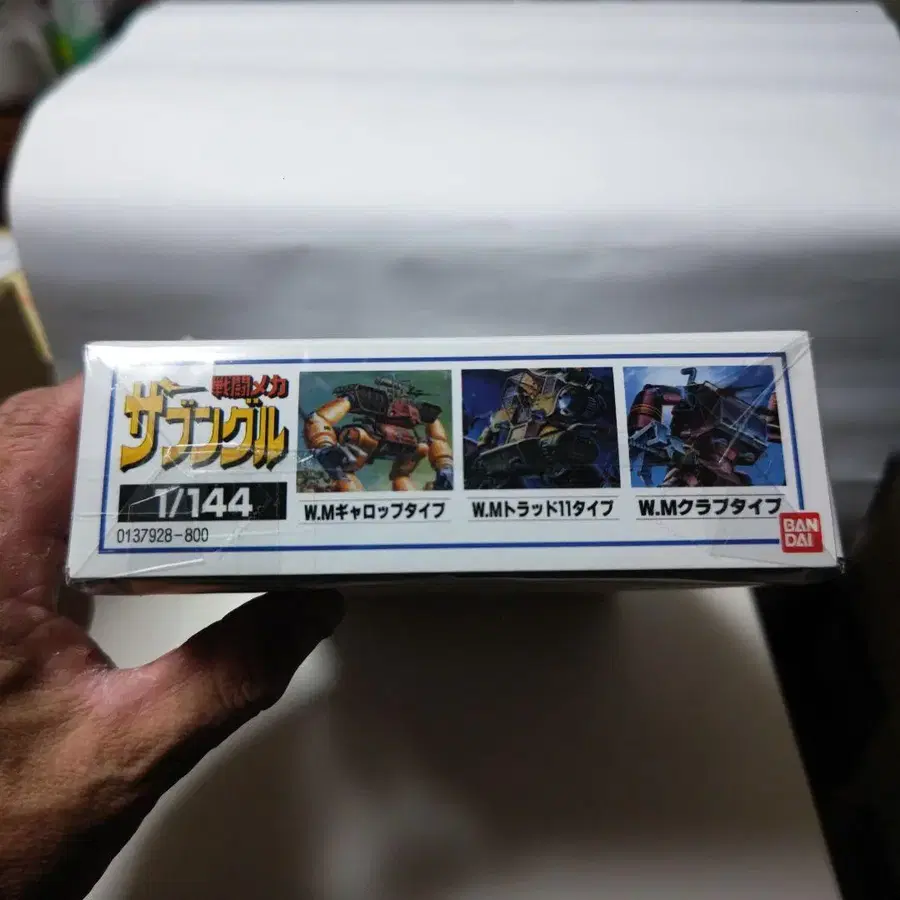 戦闘メカ
ザブングル
1/144
0137928-800
W.Mギャロップタイプ
W.Mトラッド11タイプ
W.Mクラブタイプ
BAN
DAI